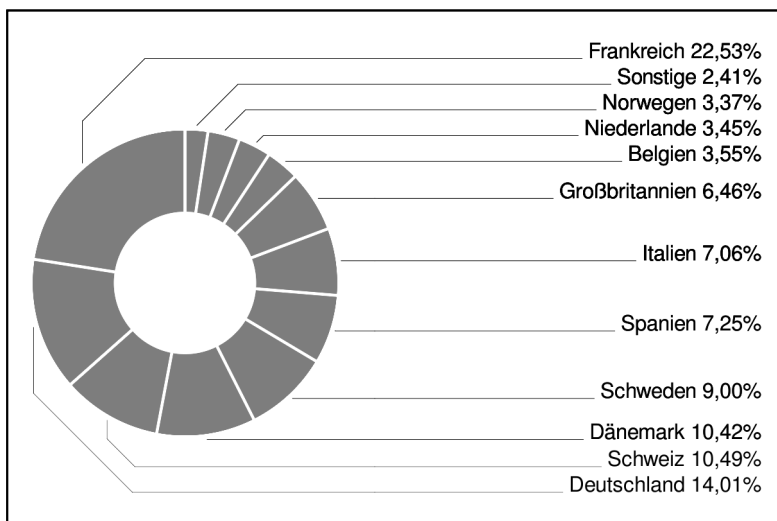 Frankreich 22,53%
Sonstige 2,41%
Norwegen 3,37%
Niederlande 3,45%
Belgien 3,55%
Großbritannien 6,46%
Italien 7,06%
Spanien 7,25%
Schweden 9,00%
Dänemark 10,42%
Schweiz 10,49%
Deutschland 14,01%